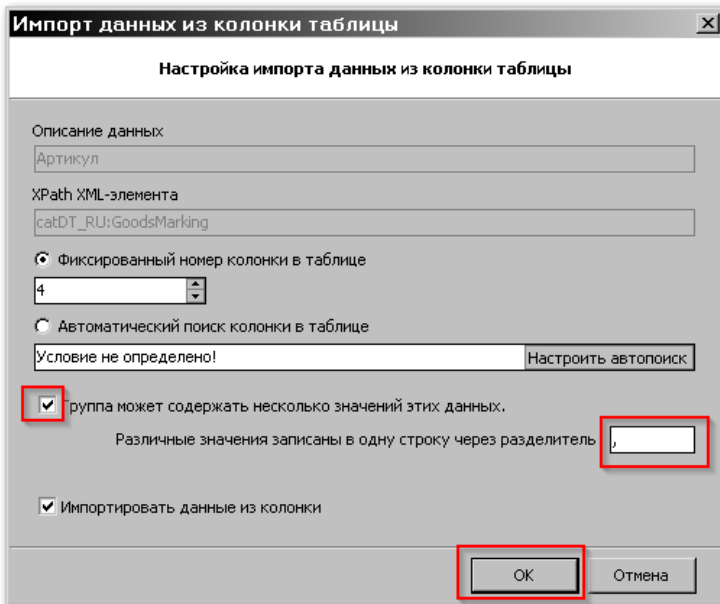 Импорт данных из колонки таблицы
Настройка импорта данных из колонки таблицы
Описание данных
Артикул
XPath XML-элемента
catDT_RU:GoodsMarking
Фиксированный номер колонки в таблице
4
Автоматический поиск колонки в таблице
Условие не определено! Настроить автопоиск
Группа может содержать несколько значений этих данных.
Различные значения записаны в одну строку через разделитель ,
Импортировать данные из колонки
ОК Отмена